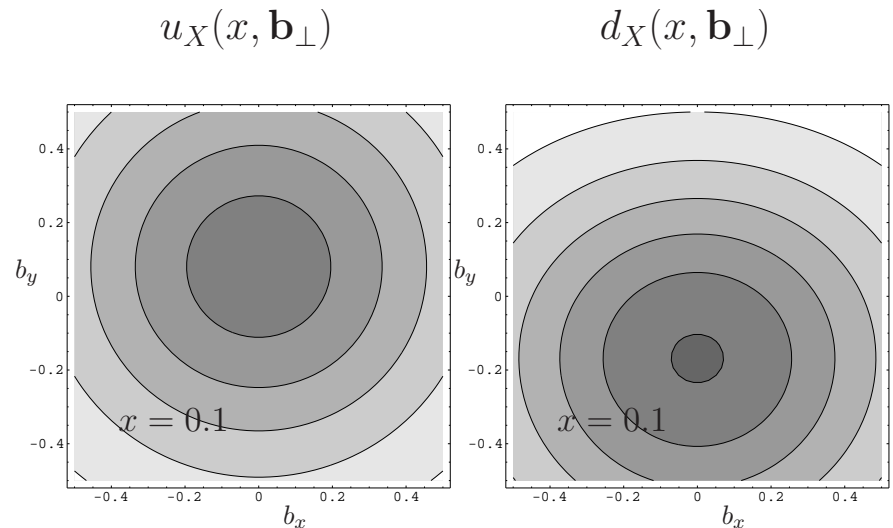 u_X(x, b_⊥) d_X(x, b_⊥)
0.4 0.4
0.2 0.2
b_y b_y
0 0
-0.2 -0.2
x = 0.1 x = 0.1
-0.4 -0.4
-0.4 -0.2 0 0.2 0.4 -0.4 -0.2 0 0.2 0.4
b_x b_x